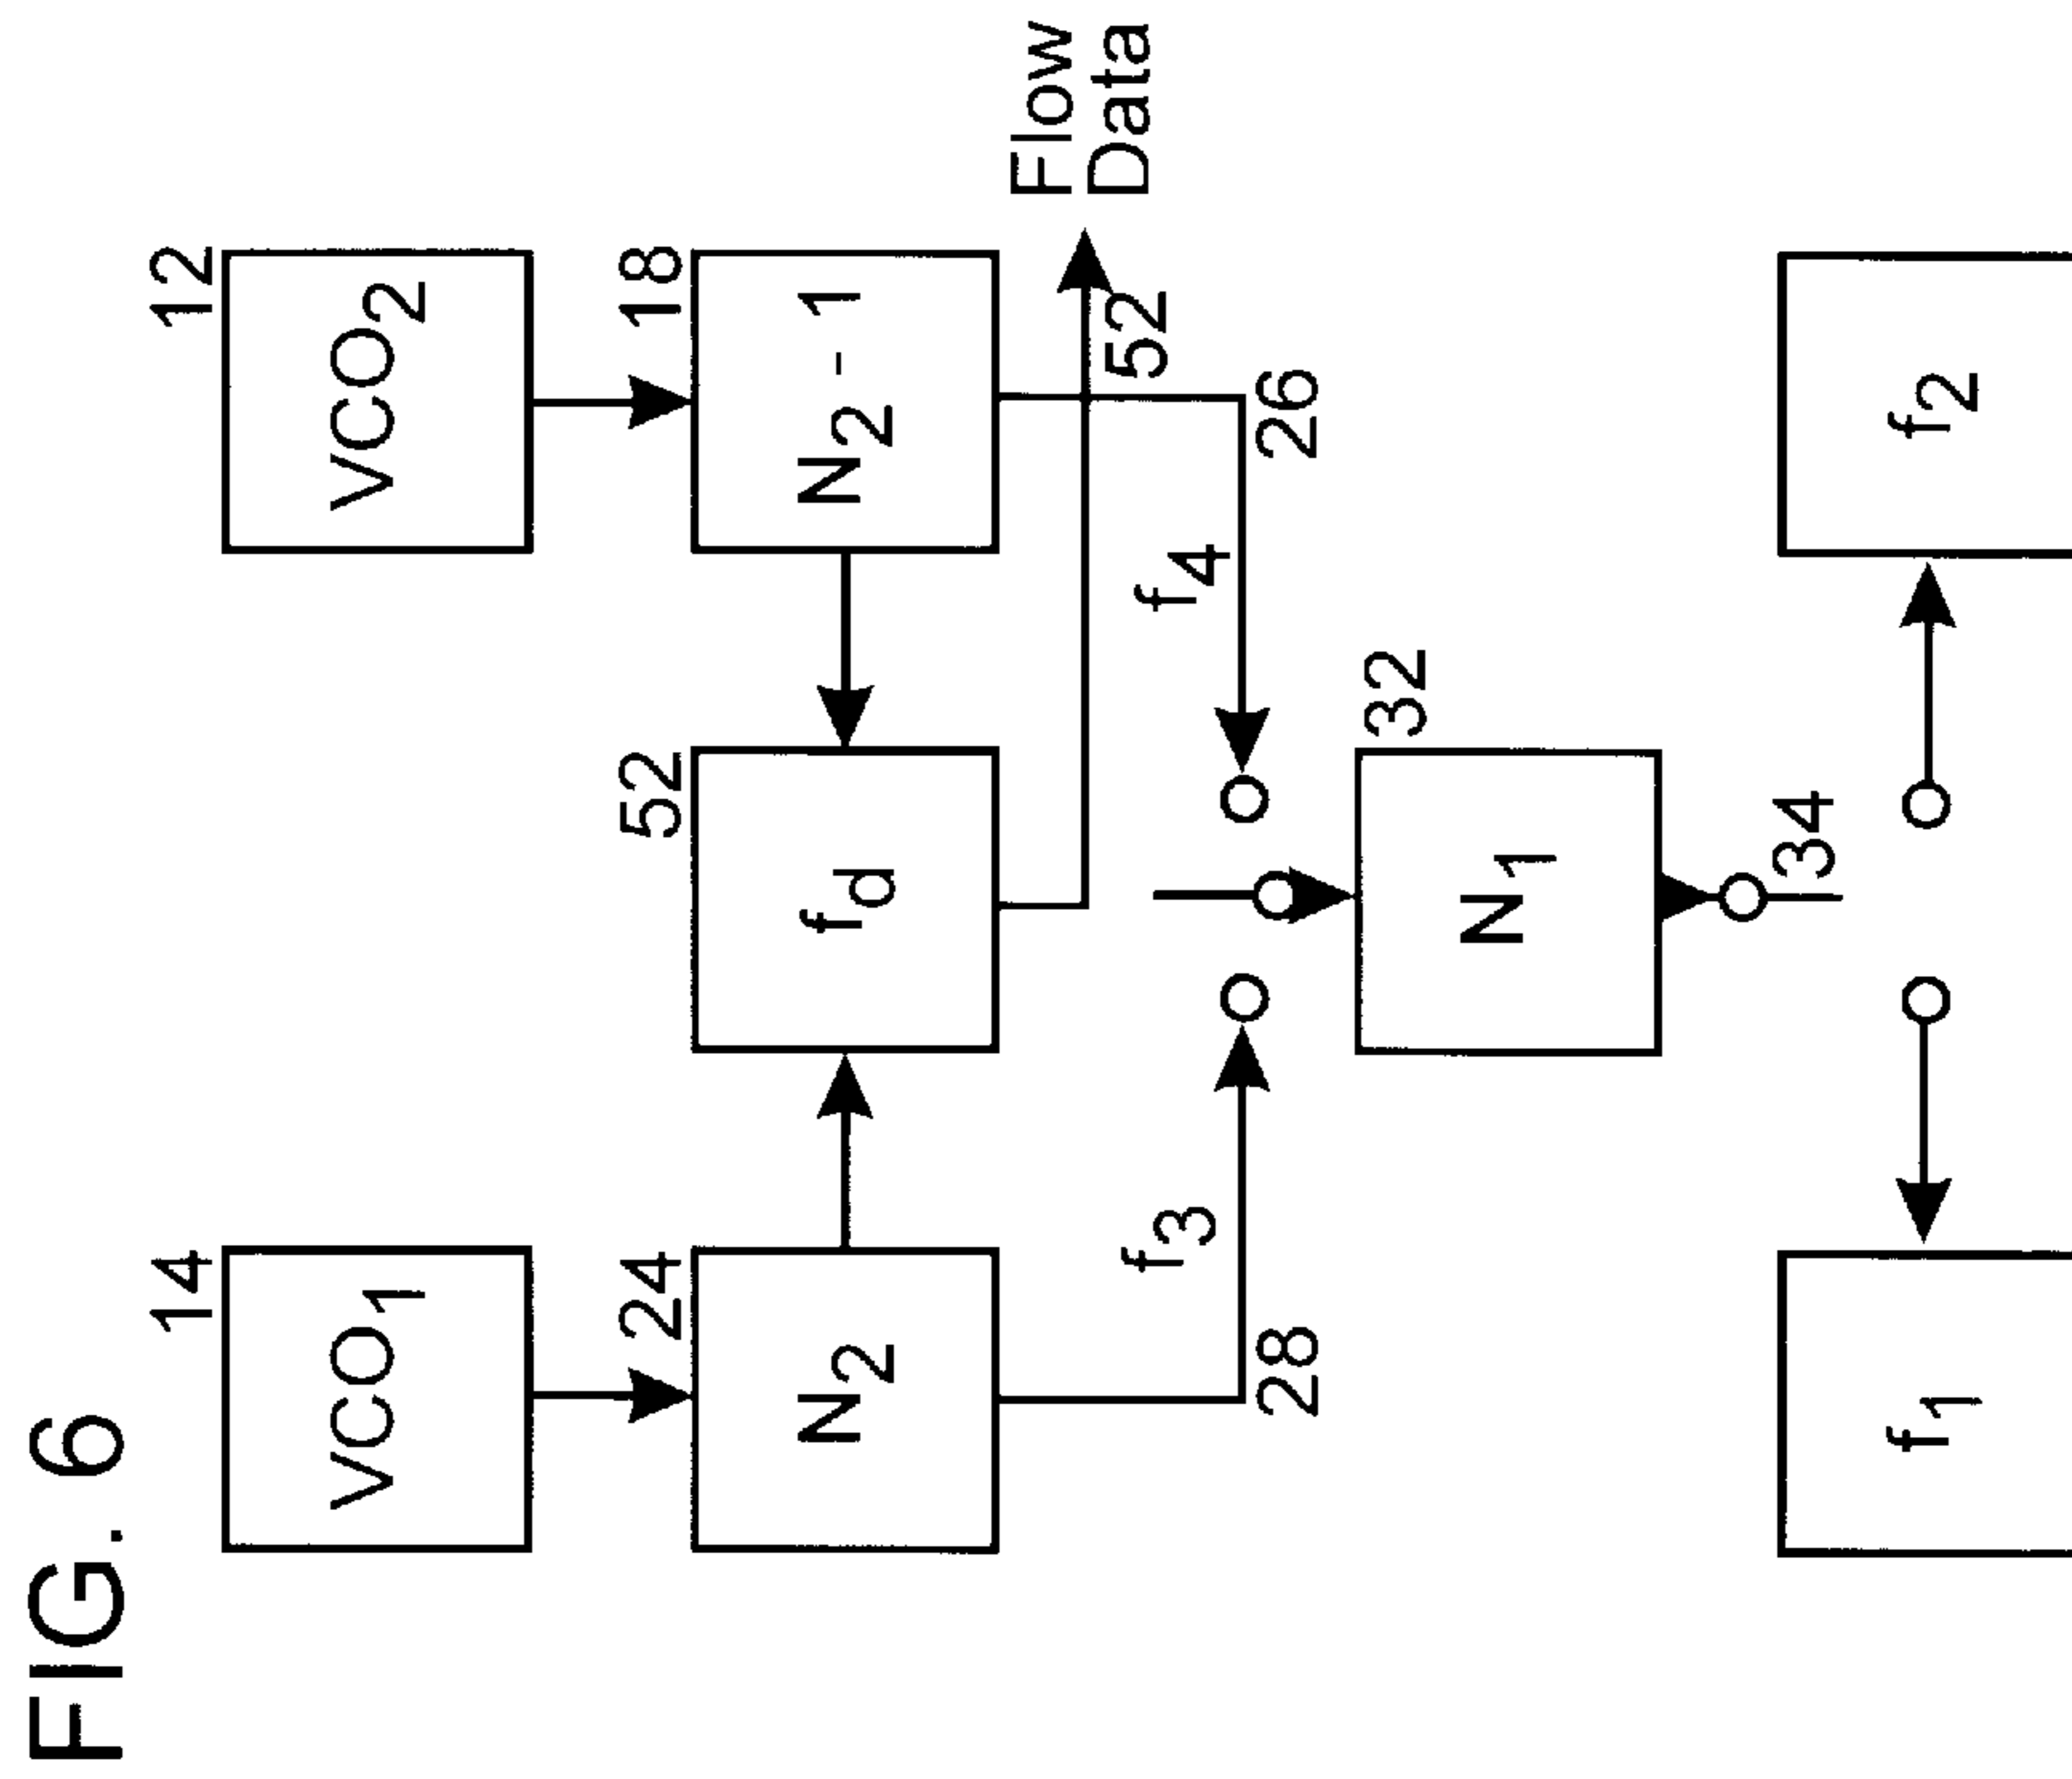 FIG. 6
14
12
VCO1
VCO2
24
52
18
N2
fd
N2 - 1
Flow
Data
52
f3
f4
28
26
32
N1
34
f1
f2